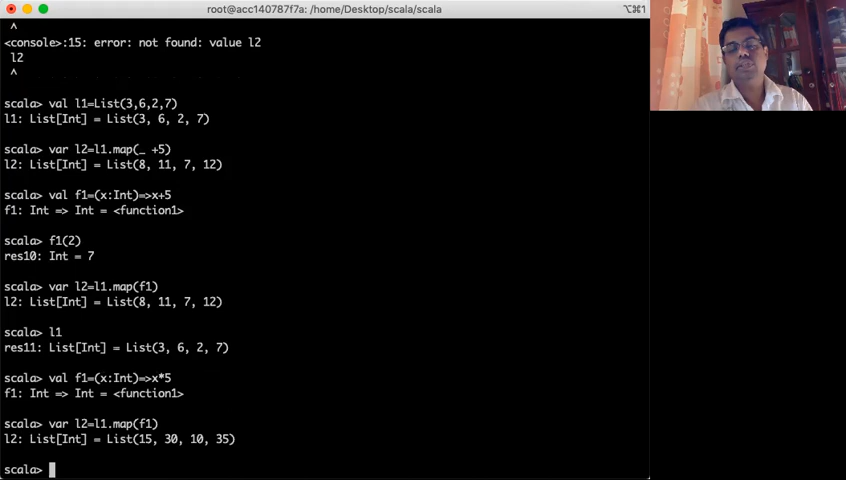 root@acc140787f7a: /home/Desktop/scala/scala
⌥⌘1
^
<console>:15: error: not found: value l2
l2
^
scala> val l1=List(3,6,2,7)
l1: List[Int] = List(3, 6, 2, 7)
scala> var l2=l1.map(_ +5)
l2: List[Int] = List(8, 11, 7, 12)
scala> val f1=(x:Int)=>x+5
f1: Int => Int = <function1>
scala> f1(2)
res10: Int = 7
scala> var l2=l1.map(f1)
l2: List[Int] = List(8, 11, 7, 12)
scala> l1
res11: List[Int] = List(3, 6, 2, 7)
scala> val f1=(x:Int)=>x*5
f1: Int => Int = <function1>
scala> var l2=l1.map(f1)
l2: List[Int] = List(15, 30, 10, 35)
scala>